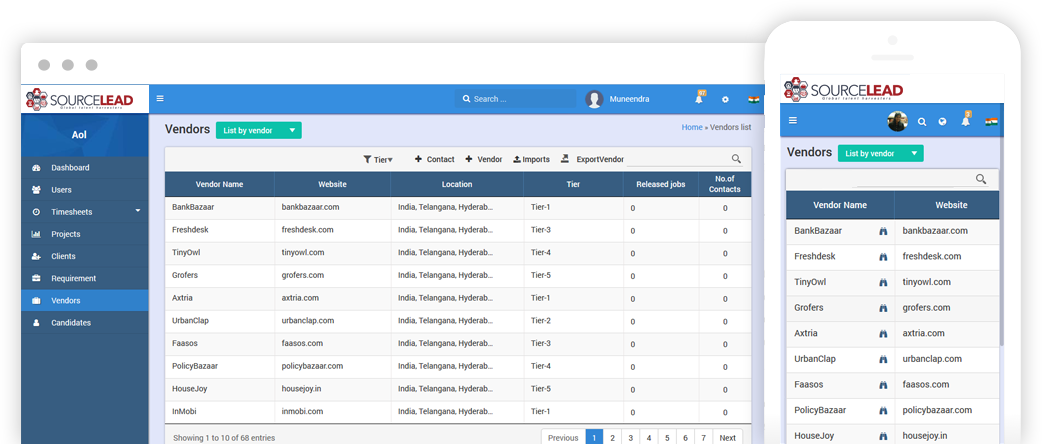 SOURCELEAD
Global talent harvesters
Search ...
Muneendra
97
Aol
Dashboard
Users
Timesheets
Projects
Clients
Requirement
Vendors
Candidates
Vendors
List by vendor
Home » Vendors list
Tier
Contact
Vendor
Imports
ExportVendor
Vendor Name Website Location Tier Released jobs No.of Contacts
BankBazaar bankbazaar.com India, Telangana, Hyderab... Tier-1 0 0
Freshdesk freshdesk.com India, Telangana, Hyderab... Tier-3 0 0
TinyOwl tinyowl.com India, Telangana, Hyderab... Tier-4 0 0
Grofers grofers.com India, Telangana, Hyderab... Tier-5 0 0
Axtria axtria.com India, Telangana, Hyderab... Tier-1 0 0
UrbanClap urbanclap.com India, Telangana, Hyderab... Tier-2 0 0
Faasos faasos.com India, Telangana, Hyderab... Tier-3 0 0
PolicyBazaar policybazaar.com India, Telangana, Hyderab... Tier-4 0 0
HouseJoy housejoy.in India, Telangana, Hyderab... Tier-5 0 0
InMobi inmobi.com India, Telangana, Hyderab... Tier-1 0 0
Showing 1 to 10 of 68 entries
Previous 1 2 3 4 5 6 7 Next
SOURCELEAD
Global talent harvesters
Vendors
List by vendor
Vendor Name Website
BankBazaar bankbazaar.com
Freshdesk freshdesk.com
TinyOwl tinyowl.com
Grofers grofers.com
Axtria axtria.com
UrbanClap urbanclap.com
Faasos faasos.com
PolicyBazaar policybazaar.com
HouseJoy housejoy.in